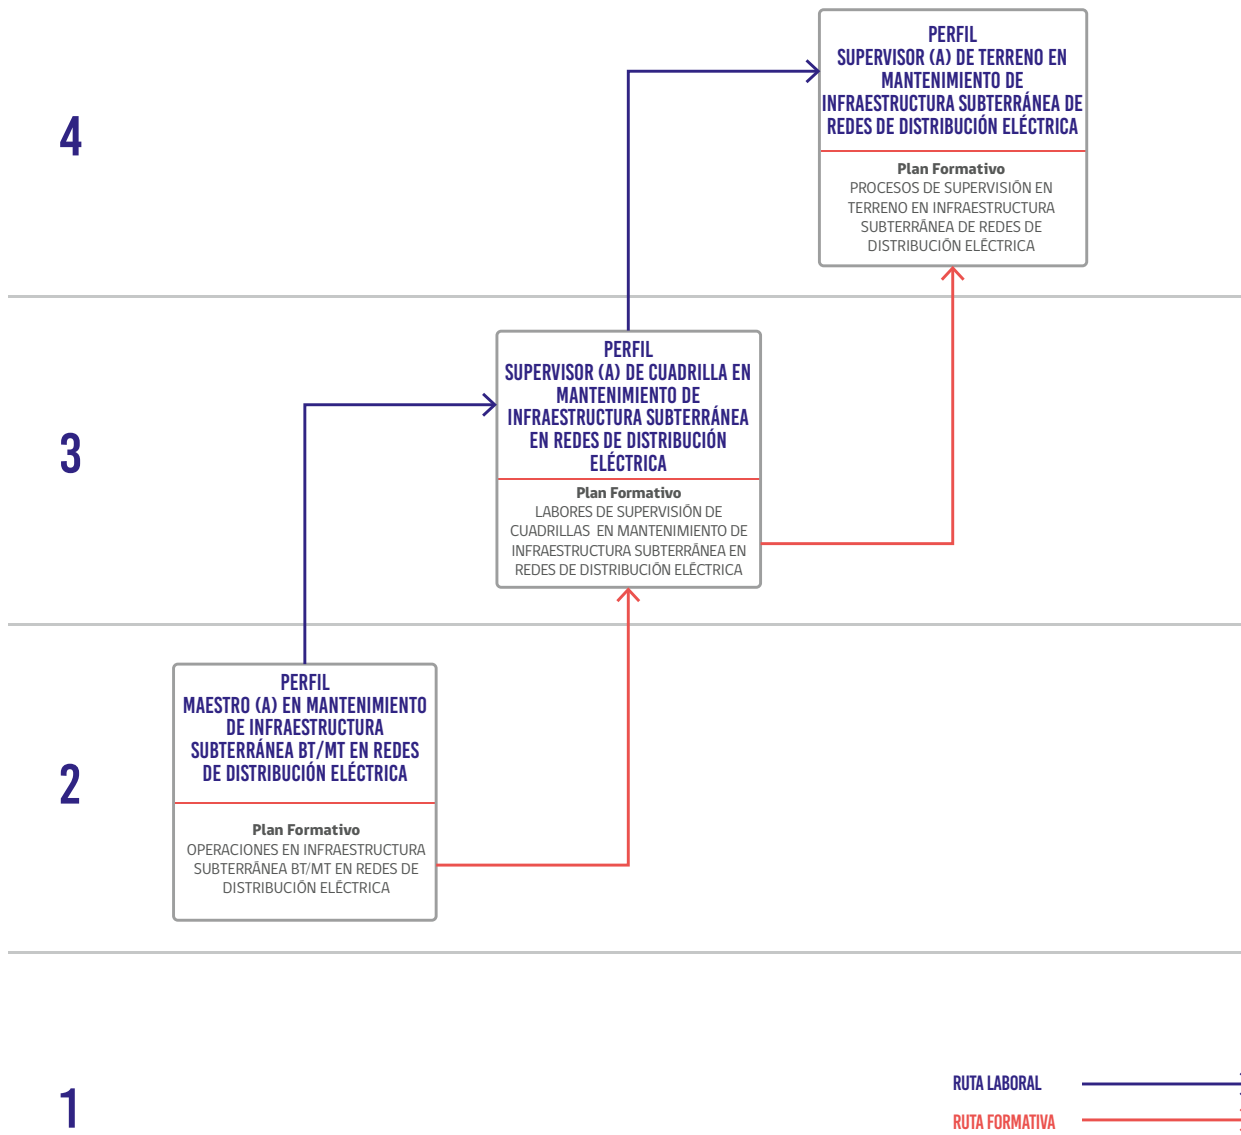 4
PERFIL
SUPERVISOR (A) DE TERRENO EN
MANTENIMIENTO DE
INFRAESTRUCTURA SUBTERRÁNEA DE
REDES DE DISTRIBUCIÓN ELÉCTRICA
Plan Formativo
PROCESOS DE SUPERVISIÓN EN
TERRENO EN INFRAESTRUCTURA
SUBTERRÁNEA DE REDES DE
DISTRIBUCIÓN ELÉCTRICA
3
PERFIL
SUPERVISOR (A) DE CUADRILLA EN
MANTENIMIENTO DE
INFRAESTRUCTURA SUBTERRÁNEA
EN REDES DE DISTRIBUCIÓN
ELÉCTRICA
Plan Formativo
LABORES DE SUPERVISIÓN DE
CUADRILLAS EN MANTENIMIENTO DE
INFRAESTRUCTURA SUBTERRÁNEA EN
REDES DE DISTRIBUCIÓN ELÉCTRICA
2
PERFIL
MAESTRO (A) EN MANTENIMIENTO
DE INFRAESTRUCTURA
SUBTERRÁNEA BT/MT EN REDES
DE DISTRIBUCIÓN ELÉCTRICA
Plan Formativo
OPERACIONES EN INFRAESTRUCTURA
SUBTERRÁNEA BT/MT EN REDES DE
DISTRIBUCIÓN ELÉCTRICA
1
RUTA LABORAL
RUTA FORMATIVA